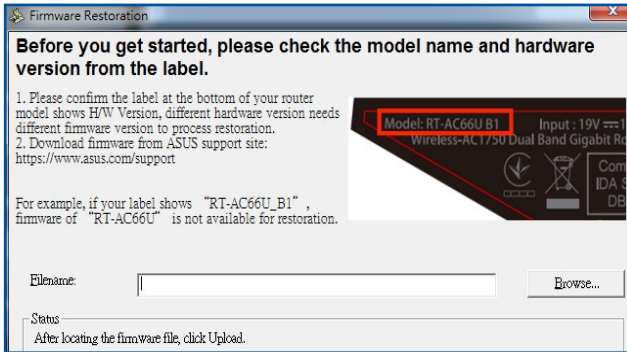 Firmware Restoration
Before you get started, please check the model name and hardware
version from the label.
1. Please confirm the label at the bottom of your router
model shows H/W Version, different hardware version needs
different firmware version to process restoration.
2. Download firmware from ASUS support site:
https://www.asus.com/support
For example, if your label shows “RT-AC66U_B1”,
firmware of “RT-AC66U” is not available for restoration.
Model: RT-AC66U B1 Input : 19V
Wireless-AC1750 Dual Band Gigabit
IDA
DB
Filename:
Browse...
Status
After locating the firmware file, click Upload.